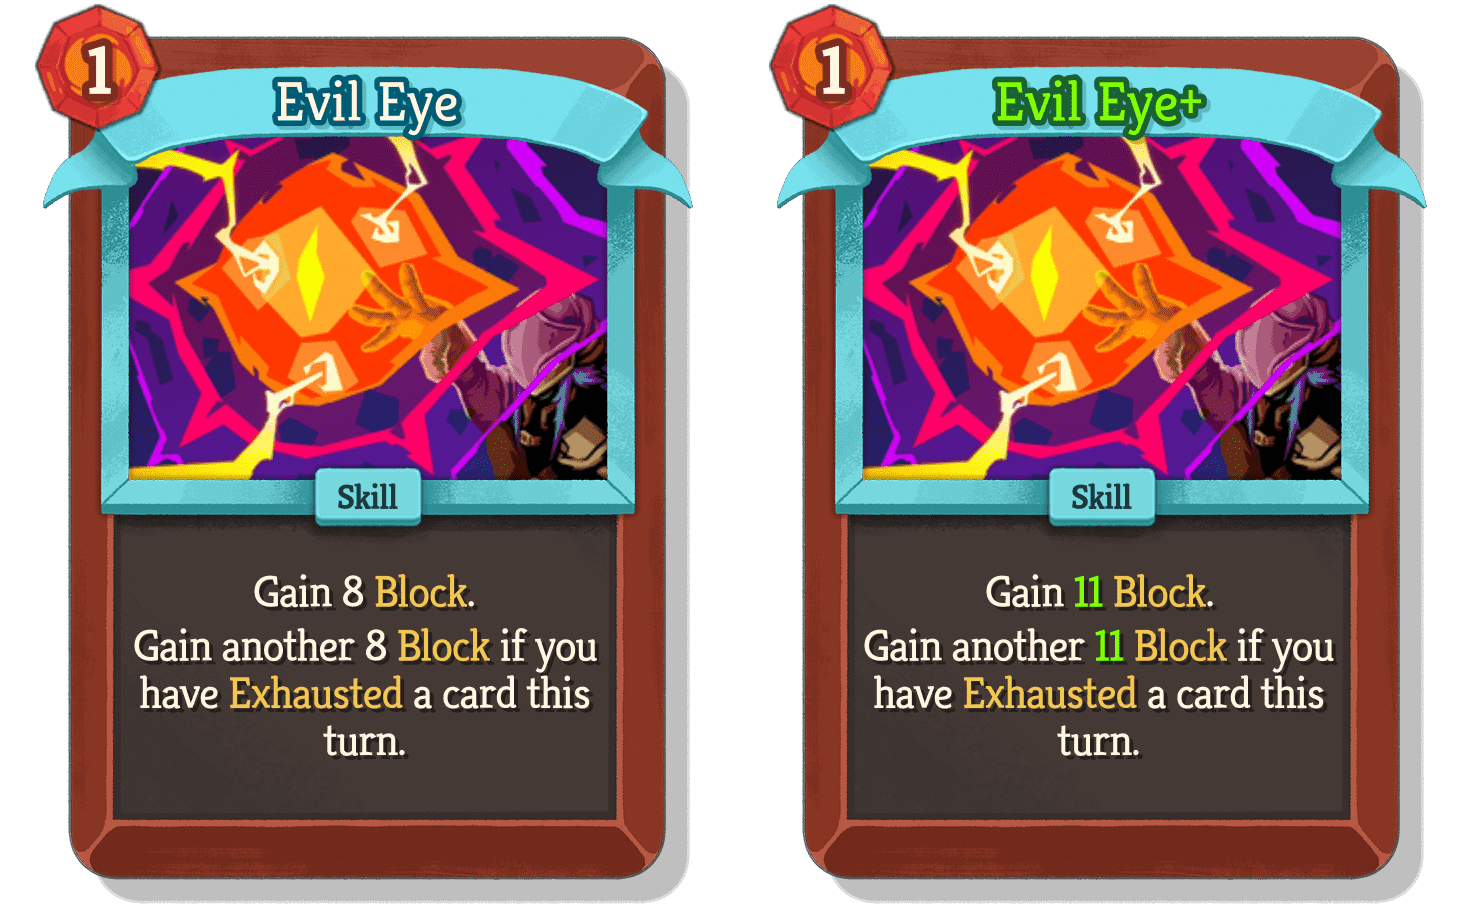 1
Evil Eye
Skill
Gain 8 Block.
Gain another 8 Block if you
have Exhausted a card this
turn.
1
Evil Eye+
Skill
Gain 11 Block.
Gain another 11 Block if you
have Exhausted a card this
turn.